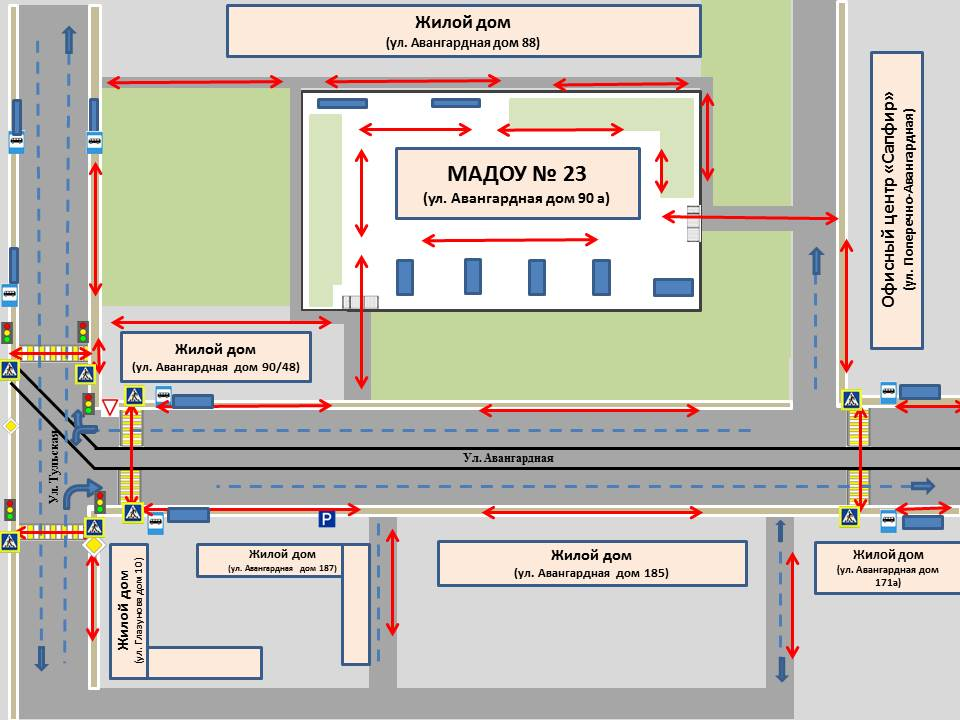 Жилой дом
(ул. Авангардная дом 88)
Офисный центр «Сапфир»
(ул. Поперечно-Авангардная)
МАДОУ № 23
(ул. Авангардная дом 90 а)
Жилой дом
(ул. Авангардная дом 90/48)
Ул. Тульская
Ул. Авангардная
P
Жилой дом
(ул. Глазунова дом 10)
Жилой дом
(ул. Авангардная дом 187)
Жилой дом
(ул. Авангардная дом 185)
Жилой дом
(ул. Авангардная дом
171а)